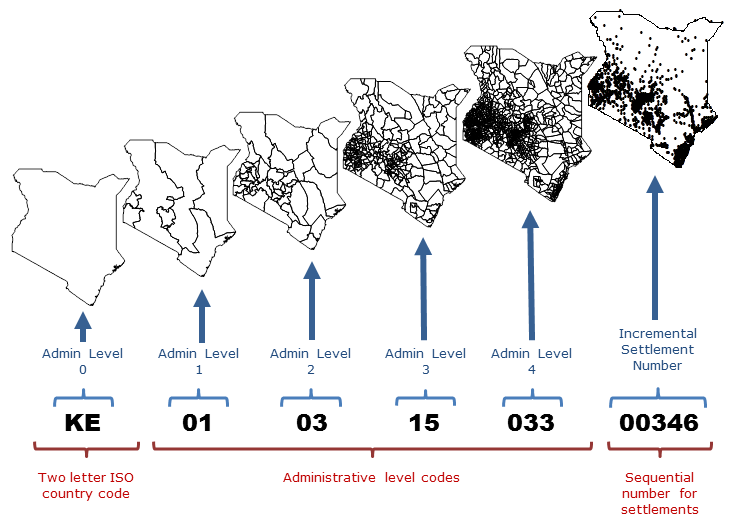 Admin Level
0
Admin Level
1
Admin Level
2
Admin Level
3
Admin Level
4
Incremental
Settlement
Number
KE
01
03
15
033
00346
Two letter ISO
country code
Administrative level codes
Sequential
number for
settlements